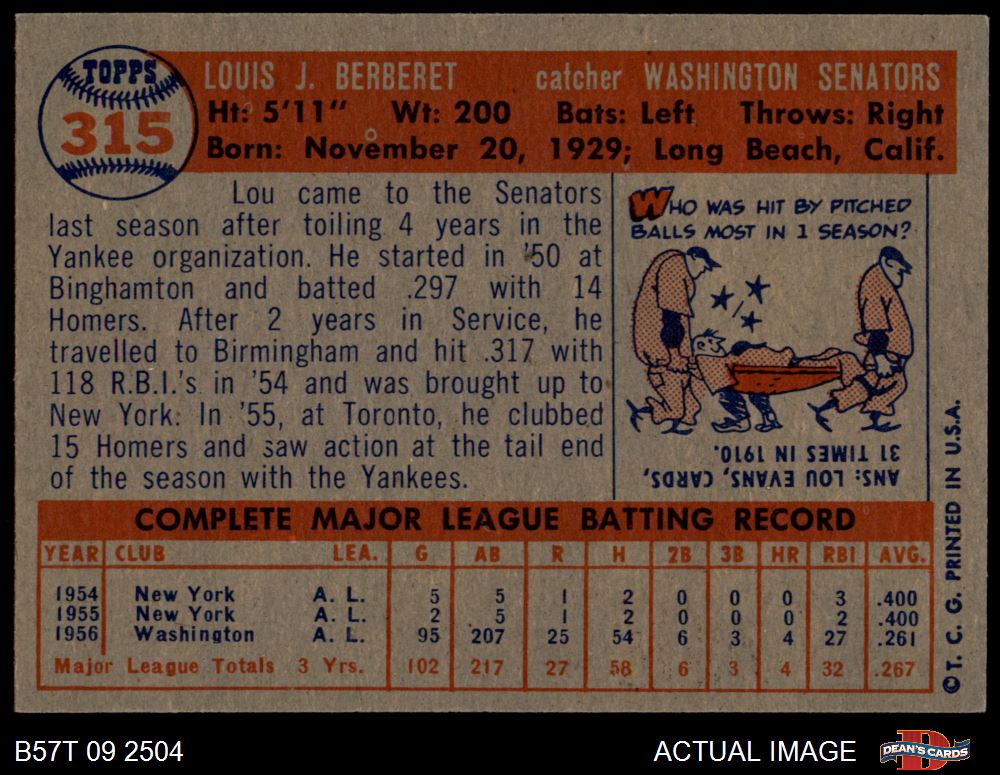 TOPPS
315
LOUIS J. BERBERET catcher WASHINGTON SENATORS
Ht: 5'11" Wt: 200 Bats: Left Throws: Right
Born: November 20, 1929; Long Beach, Calif.
Lou came to the Senators
last season after toiling 4 years in the
Yankee organization. He started in '50 at
Binghamton and batted .297 with 14
Homers. After 2 years in Service, he
travelled to Birmingham and hit .317 with
118 R.B.I.'s in '54 and was brought up to
New York. In '55, at Toronto, he clubbed
15 Homers and saw action at the tail end
of the season with the Yankees.
WHO WAS HIT BY PITCHED
BALLS MOST IN 1 SEASON?
ANS: LOU EVANS, CARDS,
31 TIMES IN 1910.
COMPLETE MAJOR LEAGUE BATTING RECORD
YEAR CLUB LEA. G AB R H 2B 3B HR RBI AVG.
1954 New York A. L. 5 5 1 2 0 0 0 3 .400
1955 New York A. L. 2 5 1 2 0 0 0 2 .400
1956 Washington A. L. 95 207 25 54 6 3 4 27 .261
Major League Totals 3 Yrs. 102 217 27 58 6 3 4 32 .267
©T. C. G. PRINTED IN U.S.A.
B57T 09 2504 ACTUAL IMAGE
D
DEAN'S CARDS